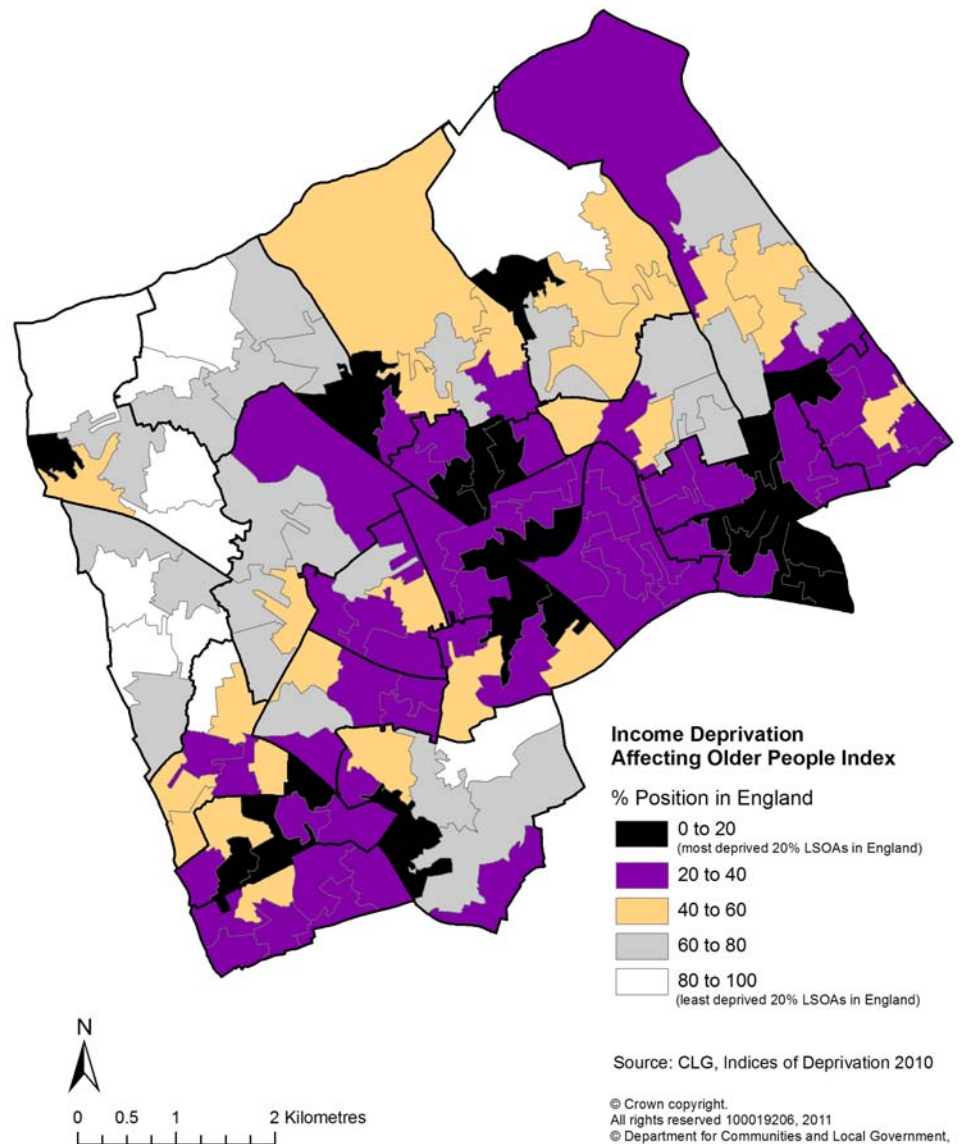 Income Deprivation
Affecting Older People Index
% Position in England
0 to 20
(most deprived 20% LSOAs in England)
20 to 40
40 to 60
60 to 80
80 to 100
(least deprived 20% LSOAs in England)
N
0 0.5 1 2 Kilometres
Source: CLG, Indices of Deprivation 2010
© Crown copyright.
All rights reserved 100019206, 2011
© Department for Communities and Local Government,